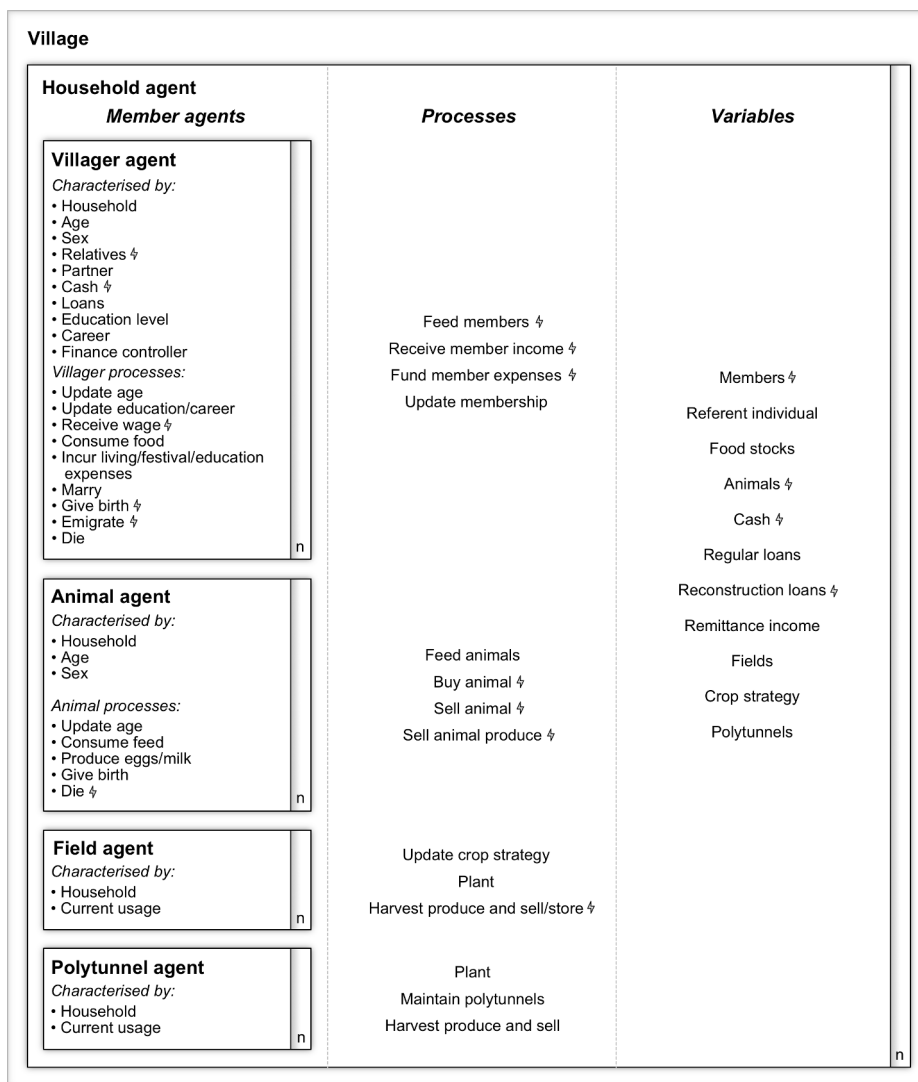 Village
Household agent
Member agents
Processes
Variables
Villager agent
Characterised by:
• Household
• Age
• Sex
• Relatives ⚡
• Partner
• Cash ⚡
• Loans
• Education level
• Career
• Finance controller
Villager processes:
• Update age
• Update education/career
• Receive wage ⚡
• Consume food
• Incur living/festival/education
expenses
• Marry
• Give birth ⚡
• Emigrate ⚡
• Die
n
Animal agent
Characterised by:
• Household
• Age
• Sex
Animal processes:
• Update age
• Consume feed
• Produce eggs/milk
• Give birth
• Die ⚡
n
Field agent
Characterised by:
• Household
• Current usage
n
Polytunnel agent
Characterised by:
• Household
• Current usage
n
Feed members ⚡
Receive member income ⚡
Fund member expenses ⚡
Update membership
Feed animals
Buy animal ⚡
Sell animal ⚡
Sell animal produce ⚡
Update crop strategy
Plant
Harvest produce and sell/store ⚡
Plant
Maintain polytunnels
Harvest produce and sell
Members ⚡
Referent individual
Food stocks
Animals ⚡
Cash ⚡
Regular loans
Reconstruction loans ⚡
Remittance income
Fields
Crop strategy
Polytunnels
n